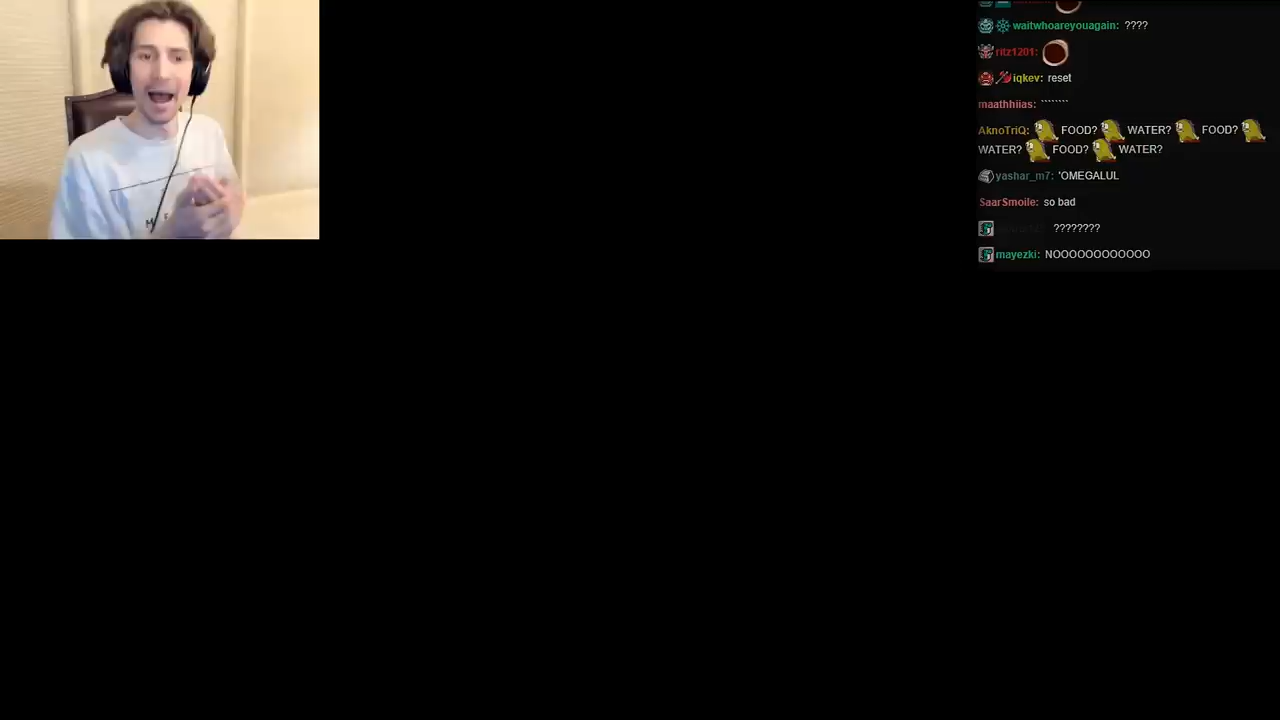 waitwhoareyouagain: ????
ritz1201:
iqkev: reset
maathhiias: ````````
AknoTriQ: FOOD? WATER? FOOD?
WATER? FOOD? WATER?
yashar_m7: 'OMEGALUL
SaarSmoile: so bad
????????
mayezki: NOOOOOOOOOOOO